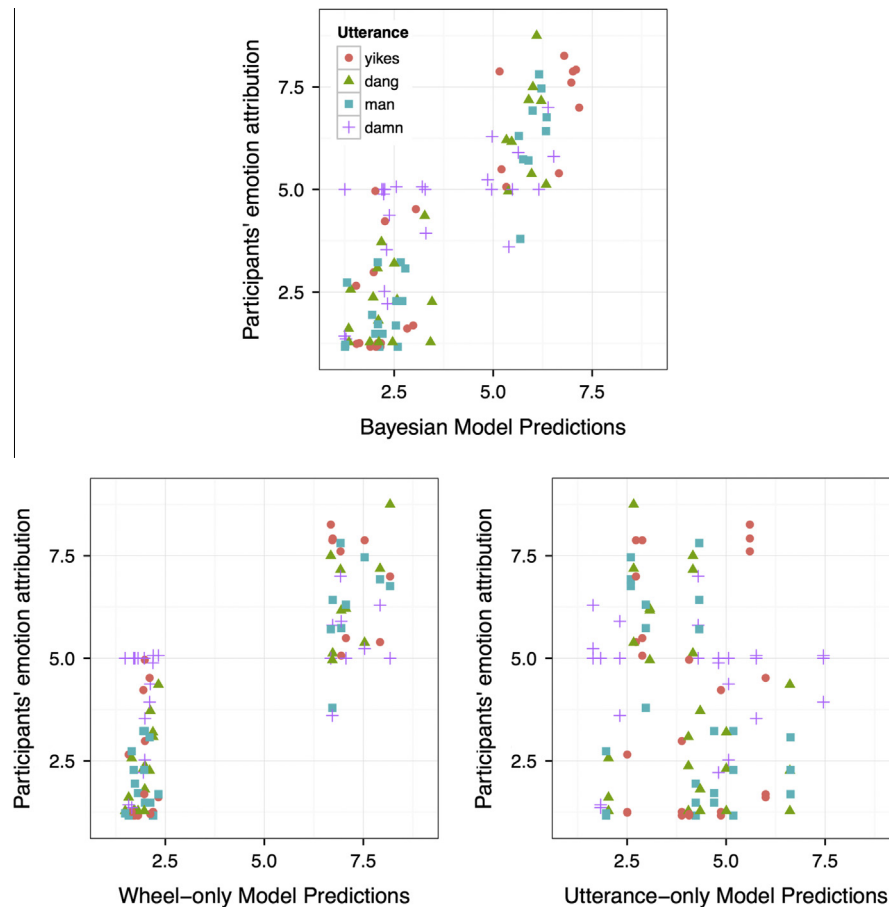 Participants' emotion attribution
7.5
5.0
2.5
Utterance
yikes
dang
man
damn
2.5 5.0 7.5
Bayesian Model Predictions
Participants' emotion attribution
7.5
5.0
2.5
2.5 5.0 7.5
Wheel-only Model Predictions
Participants' emotion attribution
7.5
5.0
2.5
2.5 5.0 7.5
Utterance-only Model Predictions